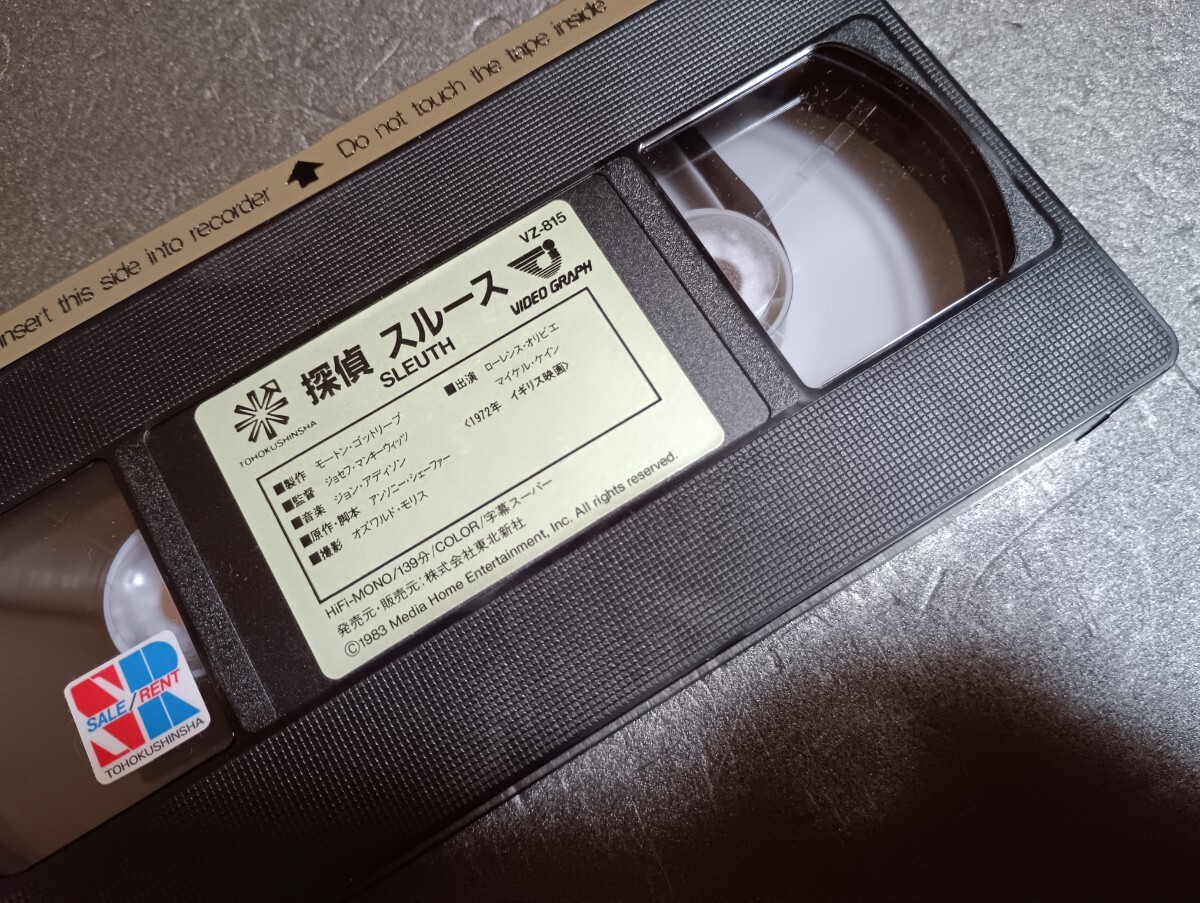 Insert this side into recorder Do not touch the tape inside
VZ-815
探偵 スルース
SLEUTH
VIDEO GRAPH
TOHOKUSHINSHA
■製作 モートン・ゴットリーブ
■監督 ジョセフ・マンキーウィッツ
■音楽 ジョン・アディソン
■原作・脚本 アンソニー・シェーファー
■撮影 オズワルド・モリス
■出演 ローレンス・オリビエ
マイケル・ケイン
〈1972年 イギリス映画〉
HiFi-MONO/139分/COLOR/字幕スーパー
発売元・販売元:株式会社東北新社
©1983 Media Home Entertainment, Inc. All rights reserved.
SALE/RENT
TOHOKUSHINSHA